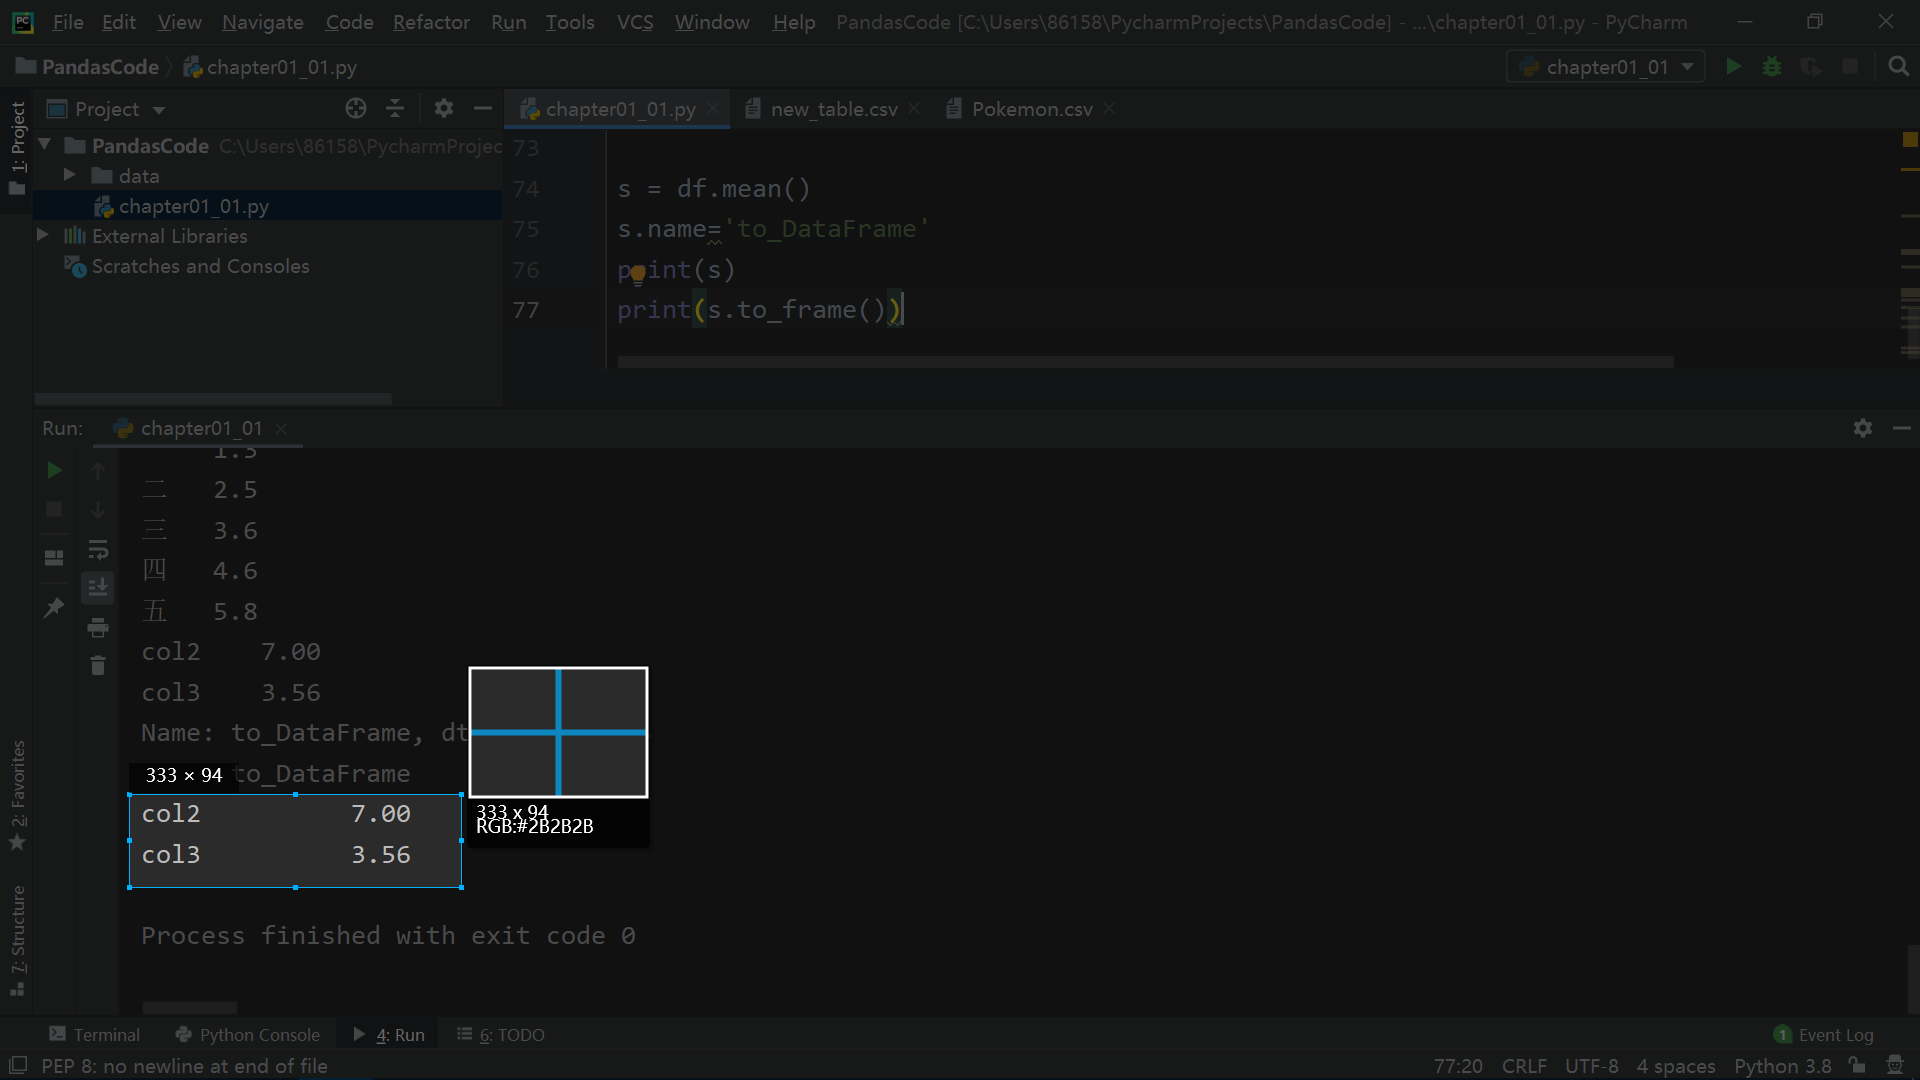 File Edit View Navigate Code Refactor Run Tools VCS Window Help PandasCode [C:\Users\86158\PycharmProjects\PandasCode] - ...\chapter01_01.py - PyCharm
PandasCode chapter01_01.py
chapter01_01
1: Project
Project
chapter01_01.py
new_table.csv
Pokemon.csv
PandasCode C:\Users\86158\PycharmProjec
data
chapter01_01.py
External Libraries
Scratches and Consoles
73
74 s = df.mean()
75 s.name='to_DataFrame'
76 print(s)
77 print(s.to_frame())
Run: chapter01_01
1.3
二 2.5
三 3.6
四 4.6
五 5.8
col2 7.00
col3 3.56
Name: to_DataFrame, dt
333 × 94 to_DataFrame
col2 7.00
col3 3.56
333 x 94
RGB:#2B2B2B
Process finished with exit code 0
2: Favorites
7: Structure
Terminal Python Console 4: Run 6: TODO
1 Event Log
PEP 8: no newline at end of file
77:20 CRLF UTF-8 4 spaces Python 3.8